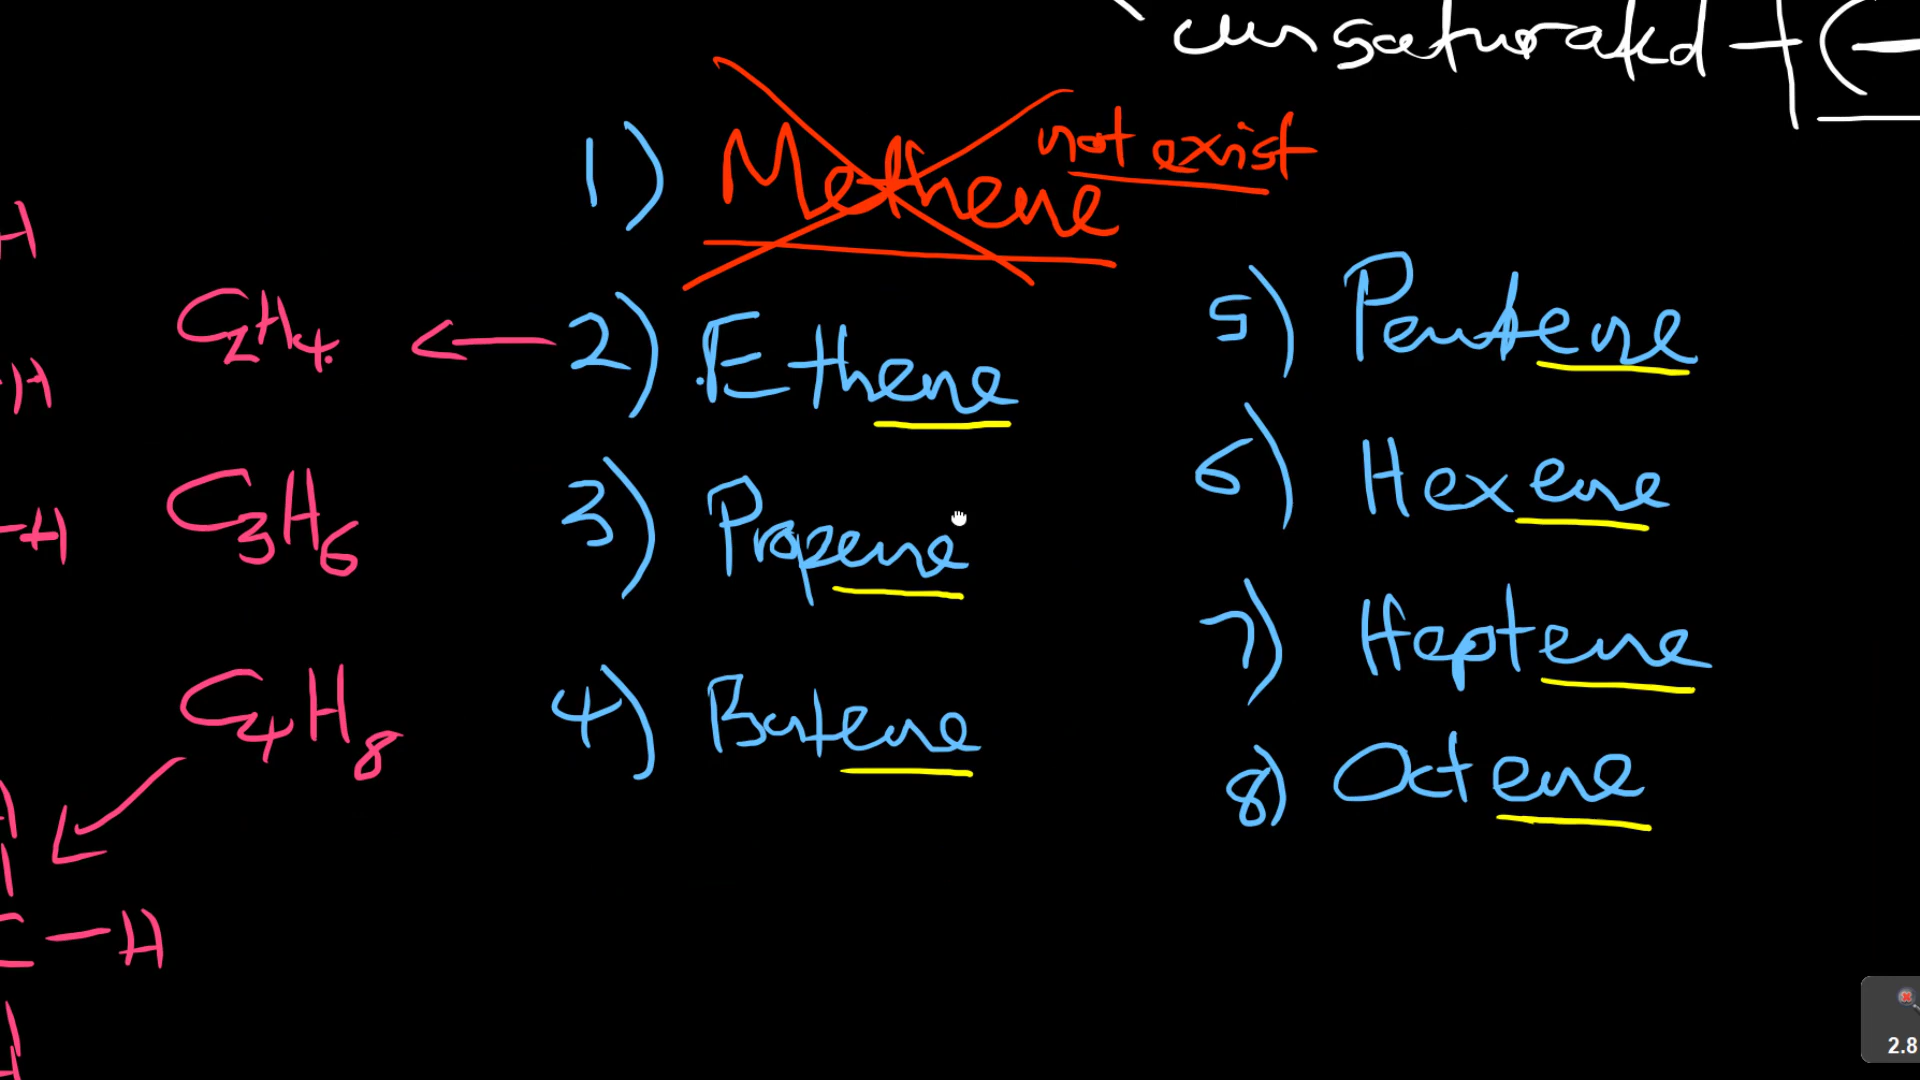 unsaturated + (-
1) Methene not exist
C2H4 ← 2) Ethene
C3H6 3) Propene
C4H8 4) Butene
5) Pentene
6) Hexene
7) Heptene
8) Octene
H
H
-H
-H
2.8